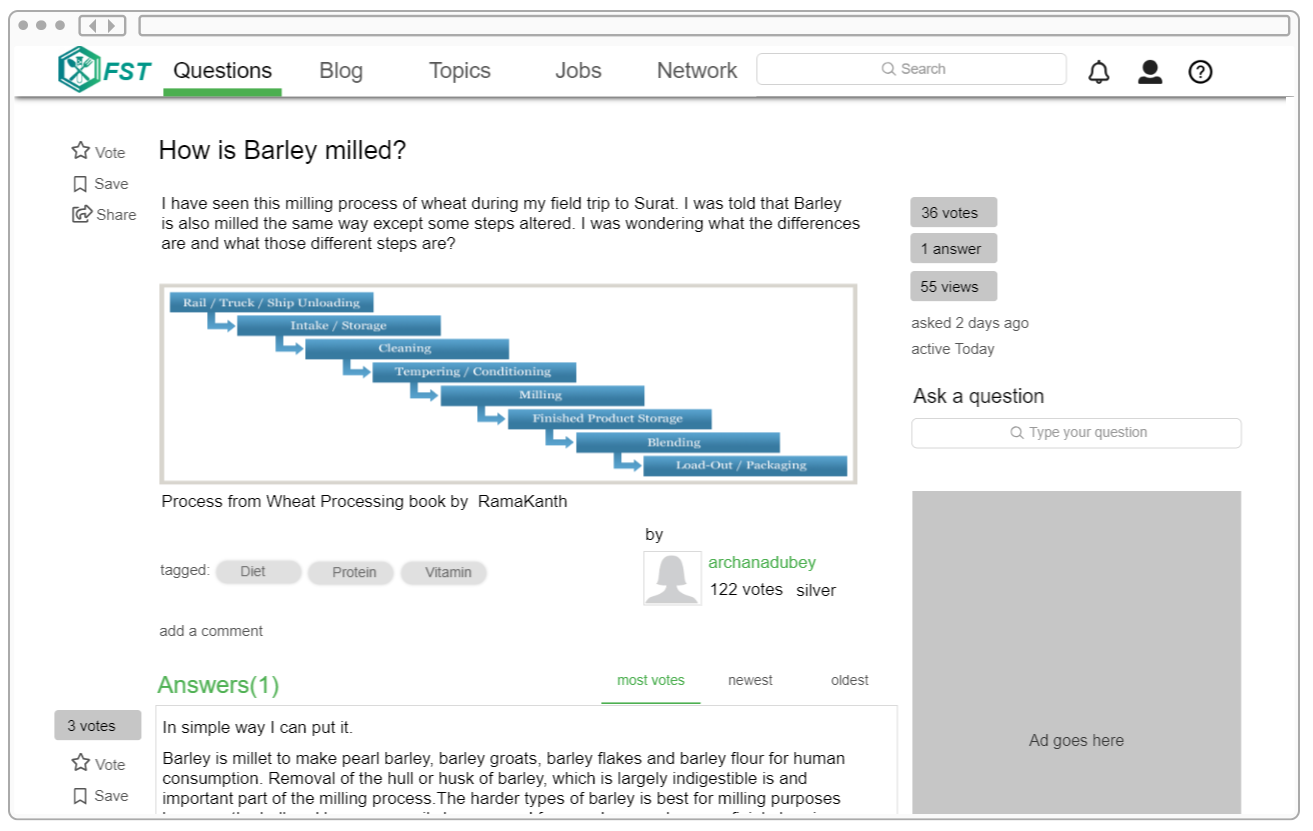 FST
Questions
Blog
Topics
Jobs
Network
Search
Vote
Save
Share
How is Barley milled?
I have seen this milling process of wheat during my field trip to Surat. I was told that Barley
is also milled the same way except some steps altered. I was wondering what the differences
are and what those different steps are?
Rail / Truck / Ship Unloading
Intake / Storage
Cleaning
Tempering / Conditioning
Milling
Finished Product Storage
Blending
Load-Out / Packaging
Process from Wheat Processing book by RamaKanth
by
archanadubey
122 votes silver
tagged: Diet Protein Vitamin
add a comment
36 votes
1 answer
55 views
asked 2 days ago
active Today
Ask a question
Type your question
Ad goes here
Answers(1)
most votes
newest
oldest
3 votes
Vote
Save
In simple way I can put it.
Barley is millet to make pearl barley, barley groats, barley flakes and barley flour for human
consumption. Removal of the hull or husk of barley, which is largely indigestible is and
important part of the milling process.The harder types of barley is best for milling purposes